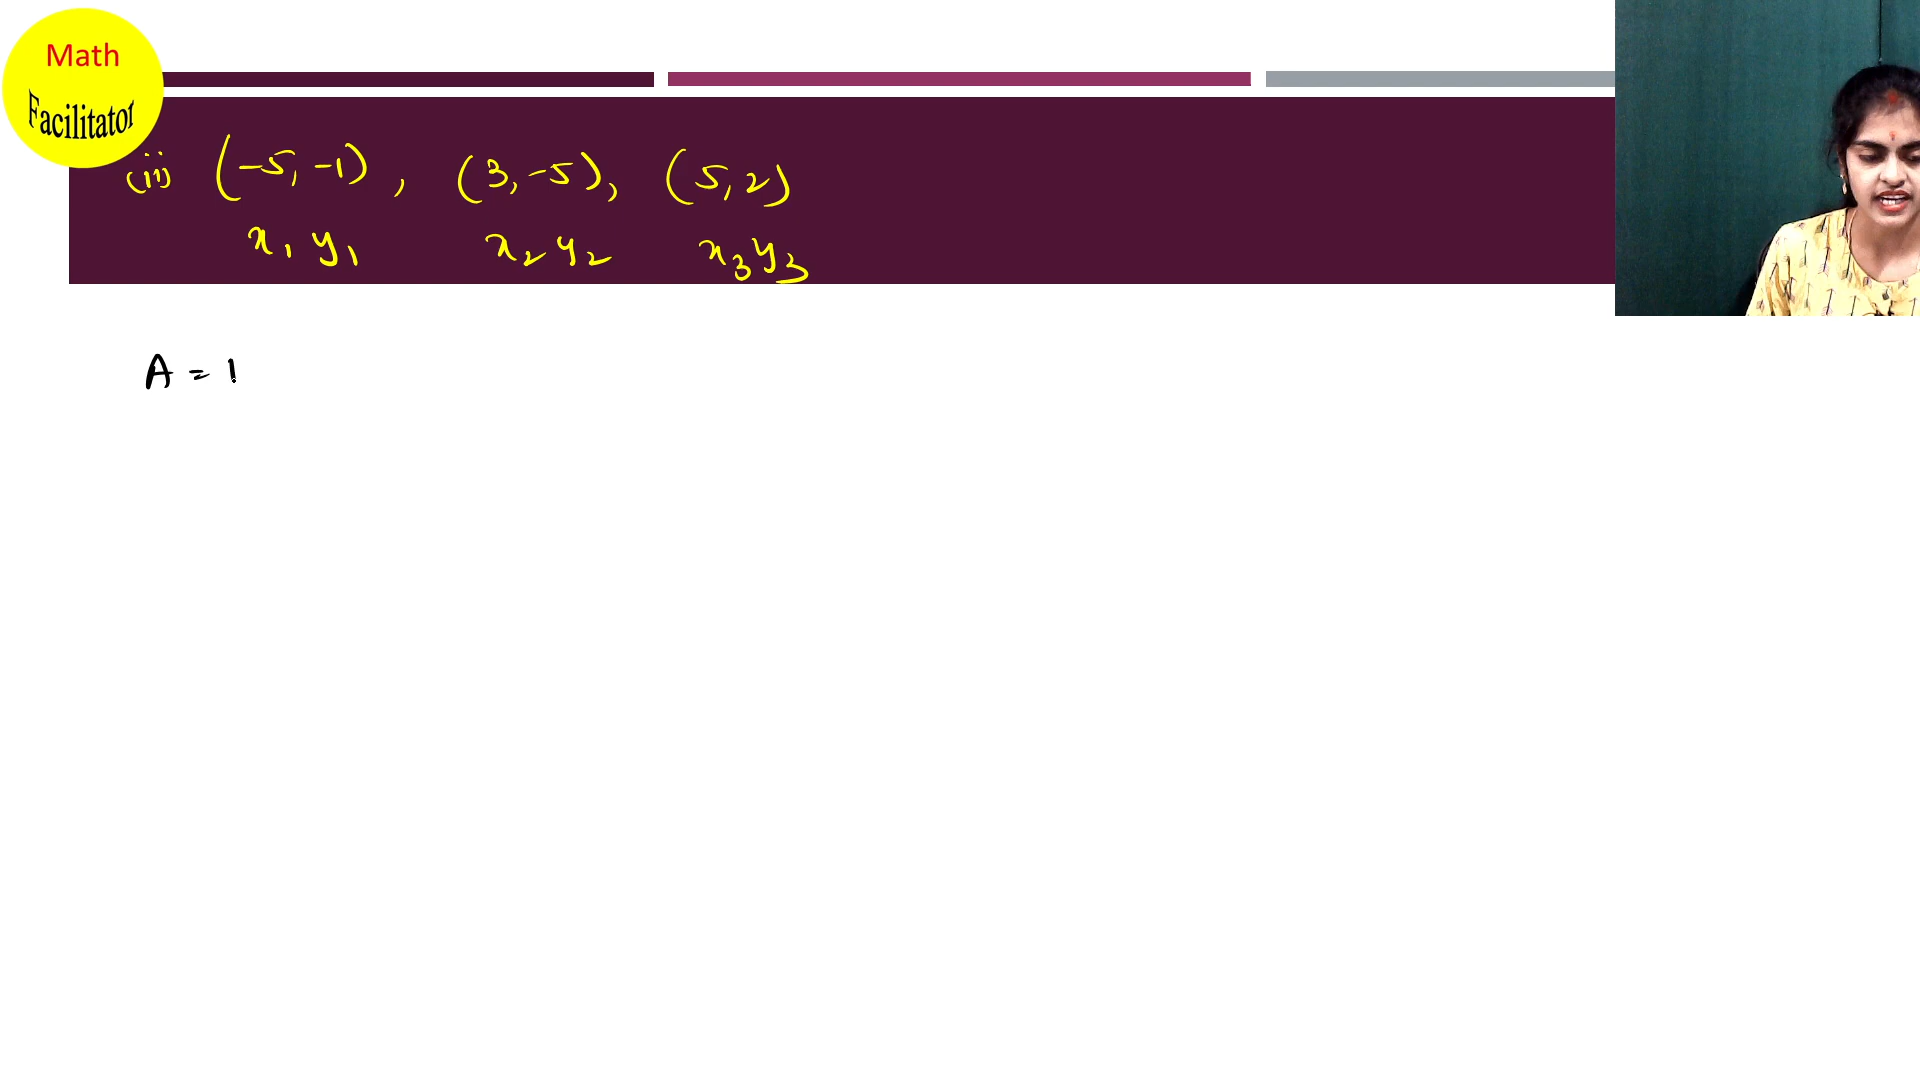 Math
Facilitator
(ii) (-5, -1), (3, -5), (5, 2)
x₁ y₁ x₂ y₂ x₃ y₃
A = 1